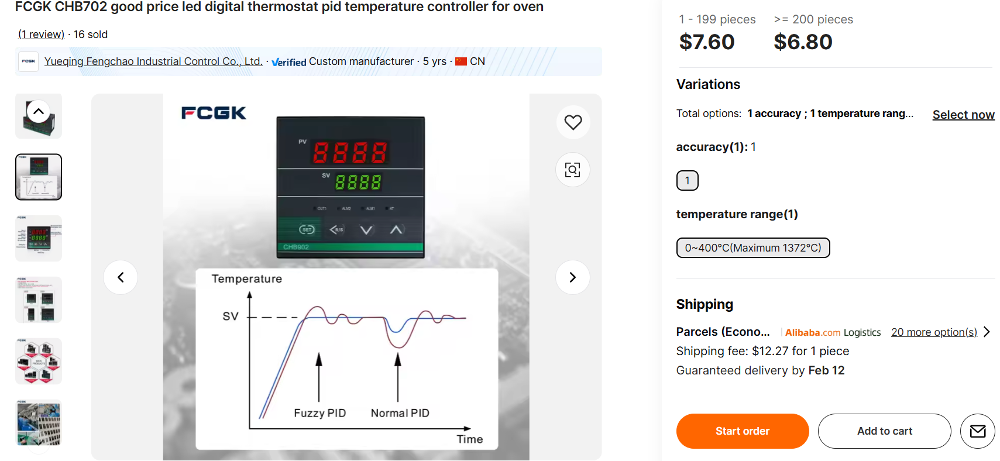 FCGK CHB702 good price led digital thermostat pid temperature controller for oven
(1 review) · 16 sold
FCGK
Yueqing Fengchao Industrial Control Co., Ltd. · Verified Custom manufacturer · 5 yrs · CN
FCGK
PV
8888
SV
8888
OUT1 ALM2 ALM1 AT
SET <R/S
CHB902
Temperature
SV
Fuzzy PID Normal PID
Time
1 - 199 pieces >= 200 pieces
$7.60 $6.80
Variations
Total options: 1 accuracy ; 1 temperature rang... Select now
accuracy(1): 1
1
temperature range(1)
0~400℃(Maximum 1372℃)
Shipping
Parcels (Econo... Alibaba.com Logistics 20 more option(s)
Shipping fee: $12.27 for 1 piece
Guaranteed delivery by Feb 12
Start order Add to cart